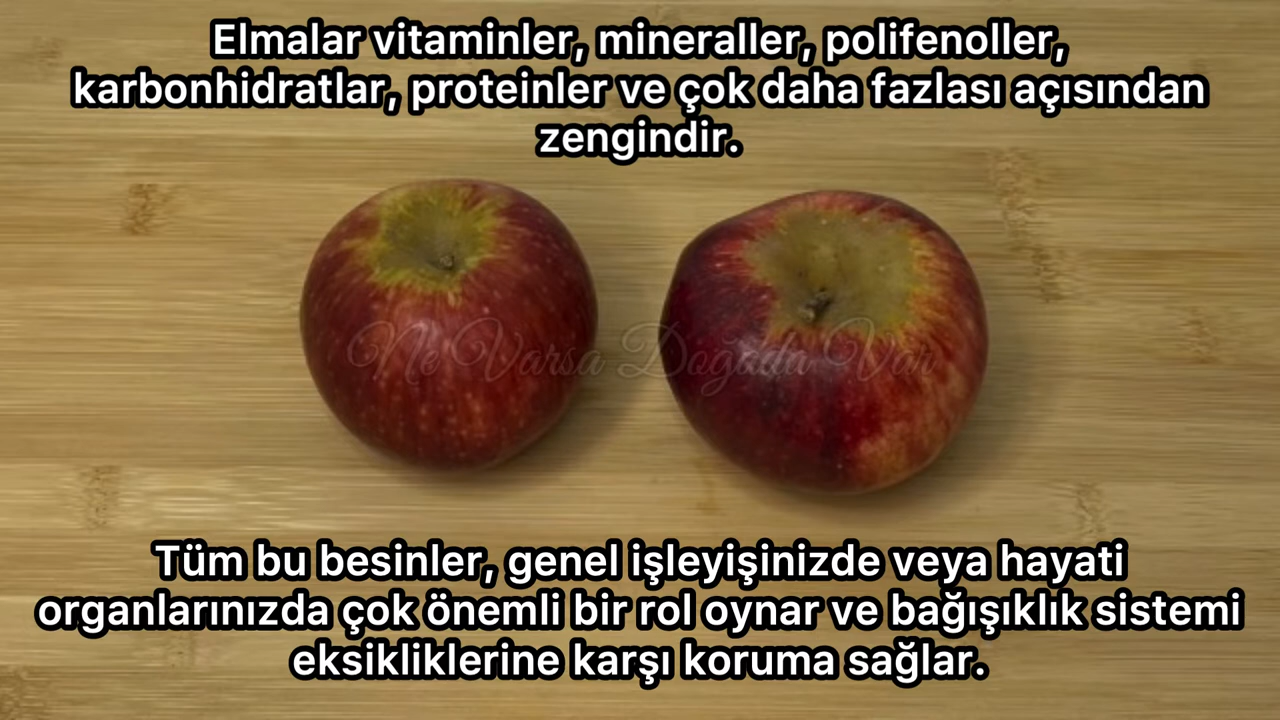 Elmalar vitaminler, mineraller, polifenoller,
karbonhidratlar, proteinler ve çok daha fazlası açısından
zengindir.
Ne Varsa Doğada Var
Tüm bu besinler, genel işleyişinizde veya hayati
organlarınızda çok önemli bir rol oynar ve bağışıklık sistemi
eksikliklerine karşı koruma sağlar.